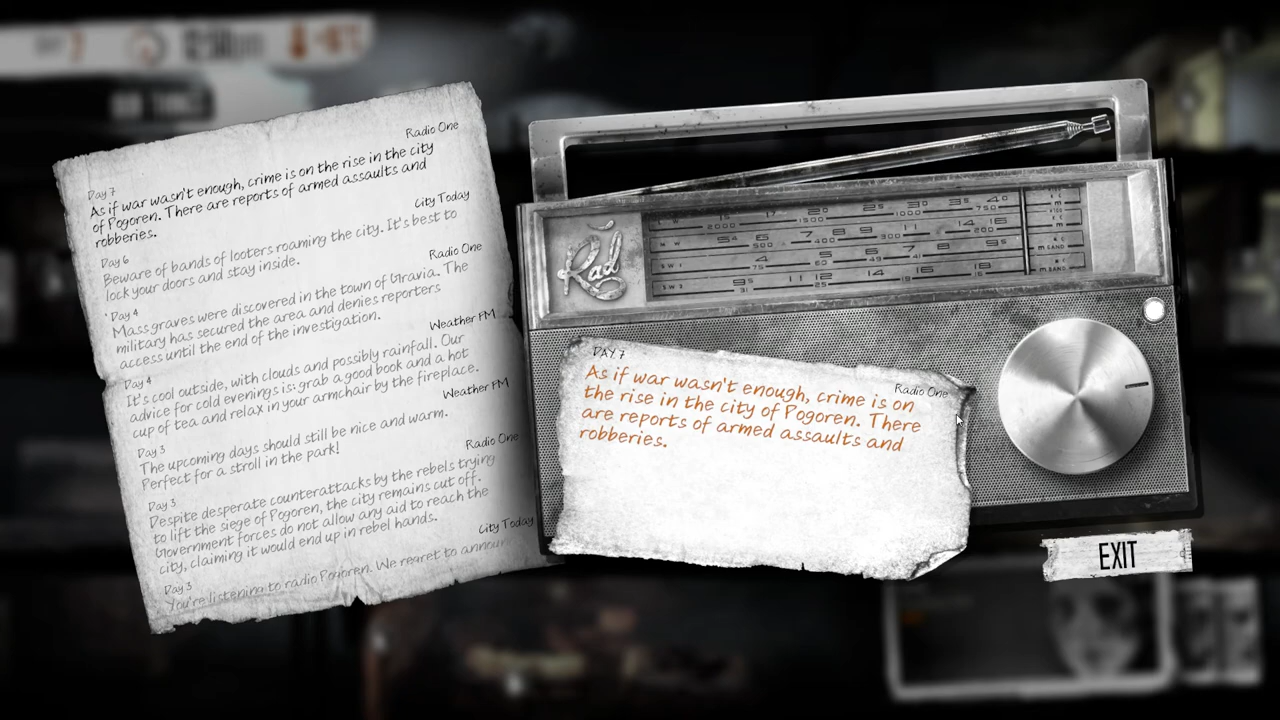 Radio One
Day 7
As if war wasn't enough, crime is on the rise in the city
of Pogoren. There are reports of armed assaults and
robberies.
City Today
Day 6
Beware of bands of looters roaming the city. It's best to
lock your doors and stay inside.
Radio One
Day 4
Mass graves were discovered in the town of Gravia. The
military has secured the area and denies reporters
access until the end of the investigation.
Weather FM
Day 4
It's cool outside, with clouds and possibly rainfall. Our
advice for cold evenings is: grab a good book and a hot
cup of tea and relax in your armchair by the fireplace.
Weather FM
Day 3
The upcoming days should still be nice and warm.
Perfect for a stroll in the park!
Radio One
Day 3
Despite desperate counterattacks by the rebels trying
to lift the siege of Pogoren, the city remains cut off.
Government forces do not allow any aid to reach the
city, claiming it would end up in rebel hands.
City Today
Day 3
You're listening to radio Pogoren. We regret to
Rad
DAY 7
Radio One
As if war wasn't enough, crime is on
the rise in the city of Pogoren. There
are reports of armed assaults and
robberies.
EXIT